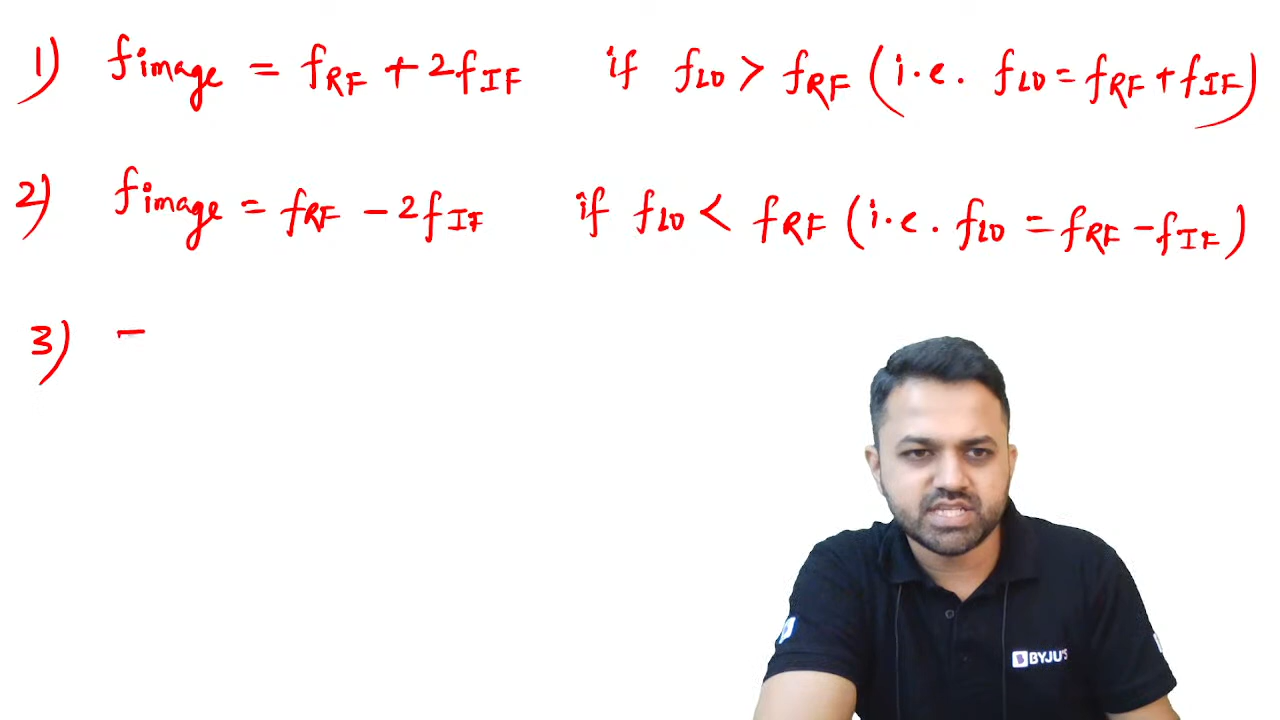 1) fimage = fRF + 2fIF if fLO > fRF (i.e. fLO = fRF + fIF)
2) fimage = fRF - 2fIF if fLO < fRF (i.e. fLO = fRF - fIF)
3)
BYJU'S